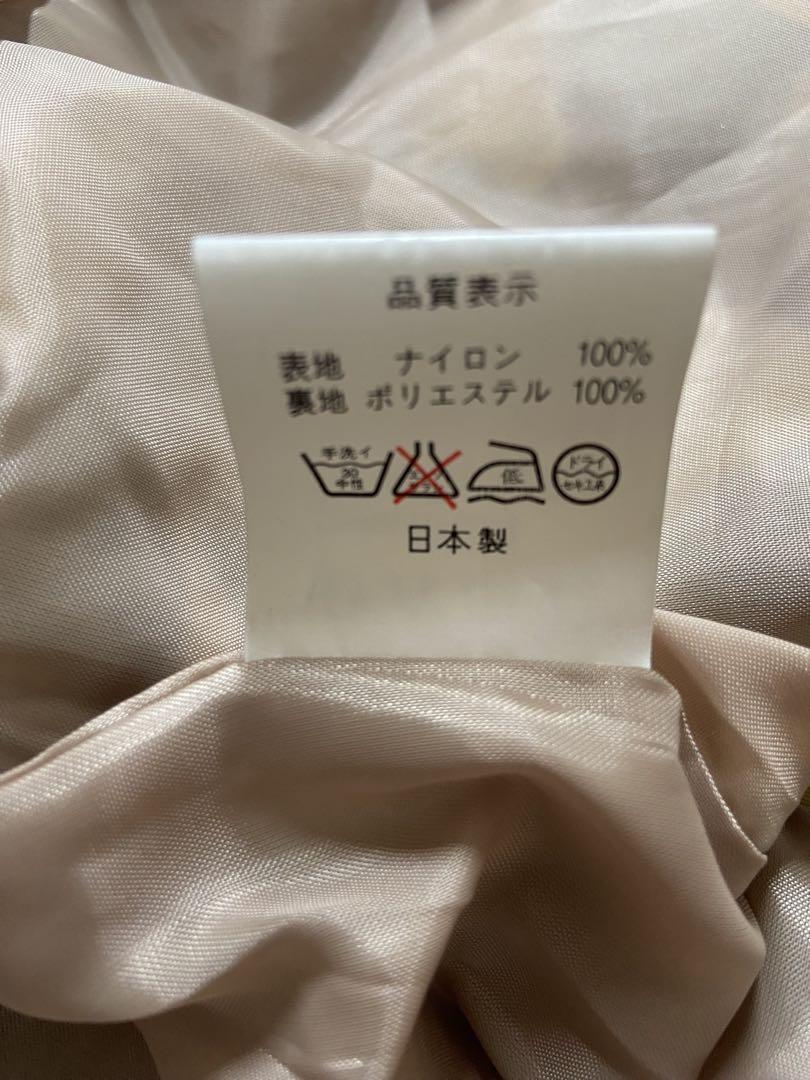 品質表示
表地 ナイロン 100%
裏地 ポリエステル 100%
手洗イ
30
中性
低
ドライ
セキユ系
日本製